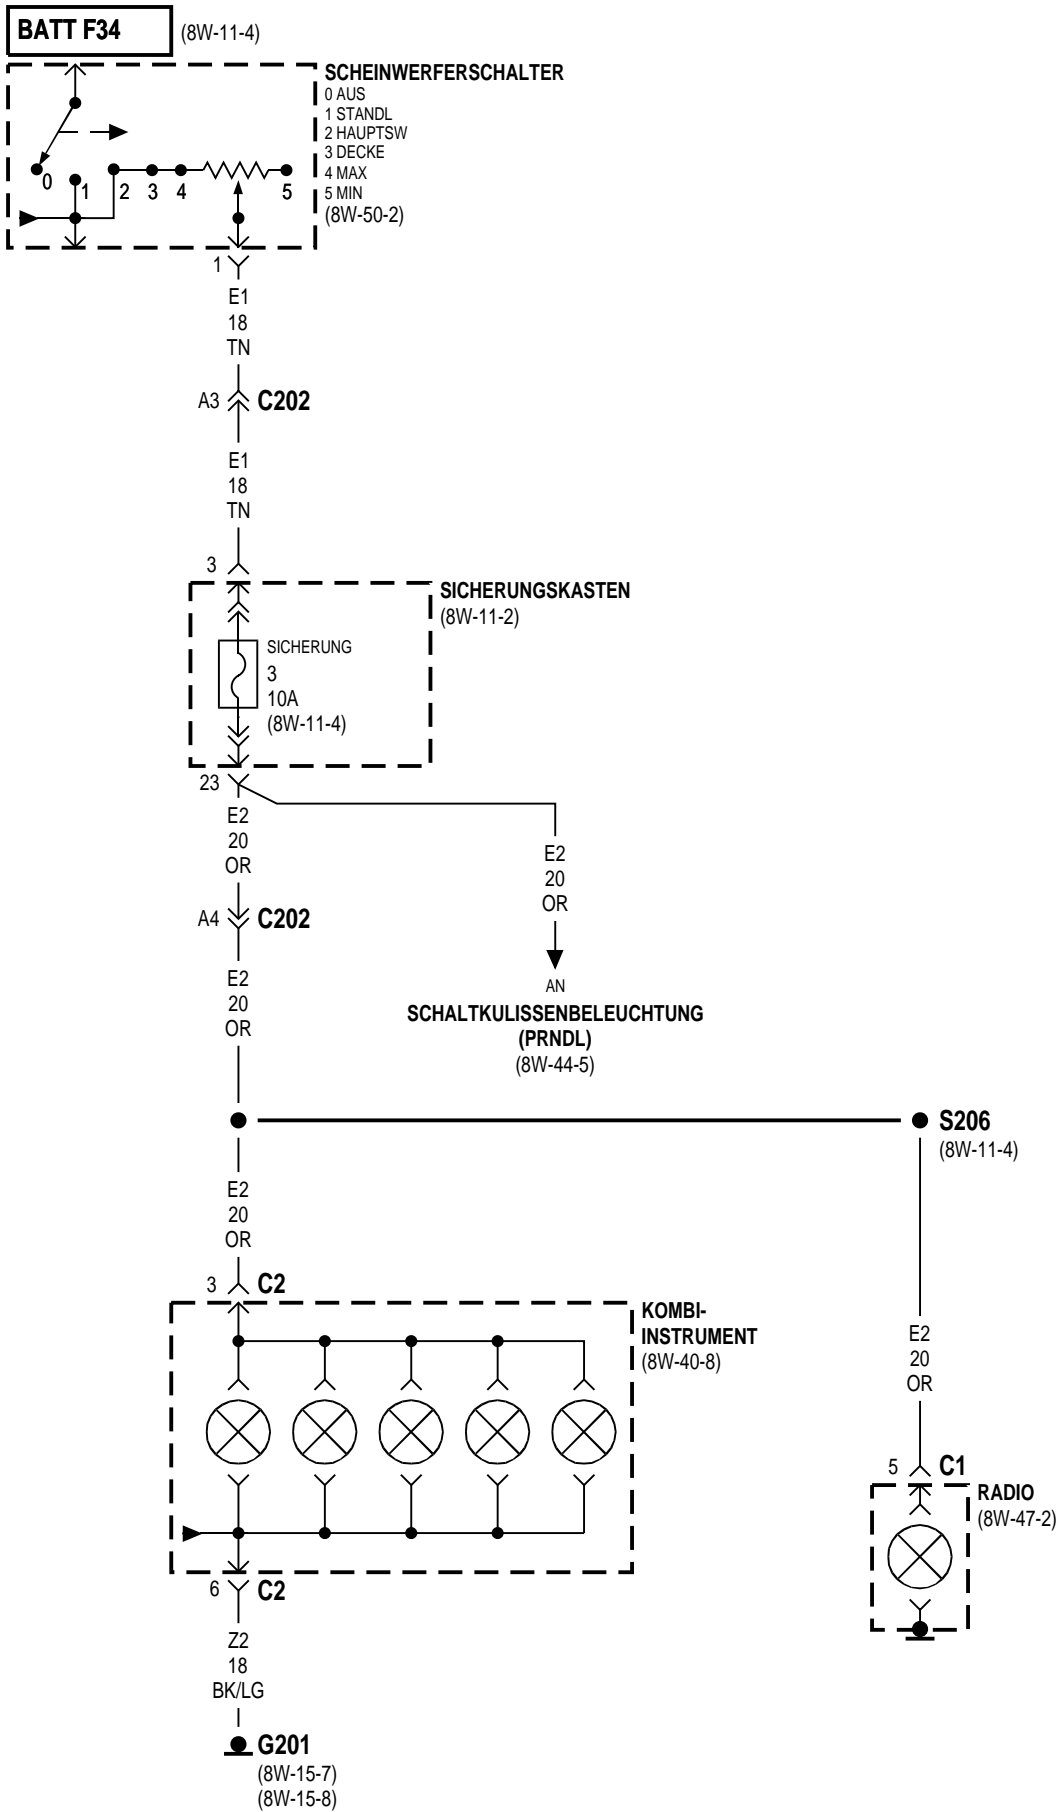 BATT F34
(8W-11-4)
SCHEINWERFERSCHALTER
0 AUS
1 STANDL
2 HAUPTSW
3 DECKE
4 MAX
5 MIN
(8W-50-2)
0
1
2
3
4
5
1
E1
18
TN
A3
C202
E1
18
TN
3
SICHERUNGSKASTEN
(8W-11-2)
SICHERUNG
3
10A
(8W-11-4)
23
E2
20
OR
E2
20
OR
A4
C202
E2
20
OR
AN
SCHALTKULISSENBELEUCHTUNG
(PRNDL)
(8W-44-5)
S206
(8W-11-4)
E2
20
OR
3
C2
KOMBI-
INSTRUMENT
(8W-40-8)
E2
20
OR
5
C1
RADIO
(8W-47-2)
6
C2
Z2
18
BK/LG
G201
(8W-15-7)
(8W-15-8)